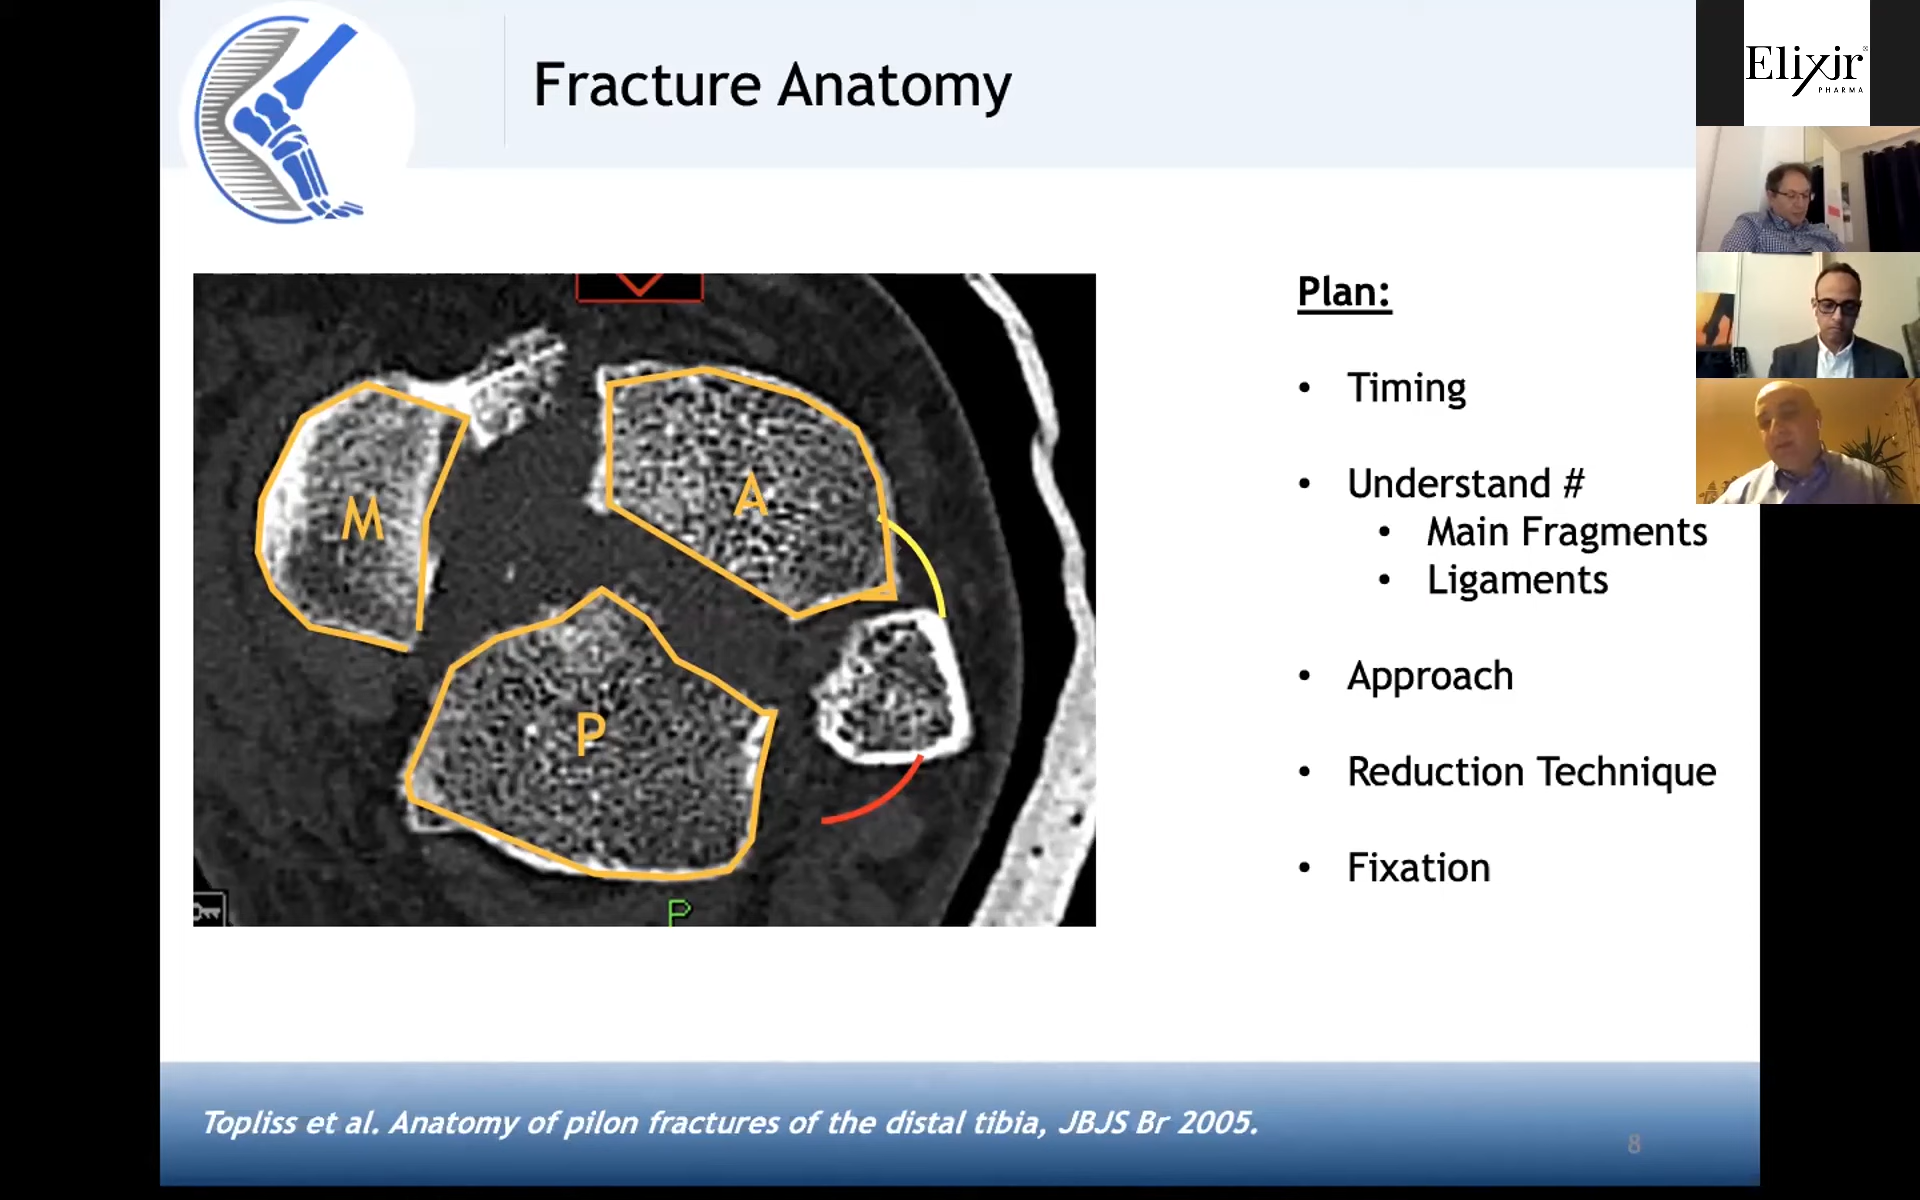 Fracture Anatomy
Elixir
PHARMA
M
A
P
P
Plan:
• Timing
• Understand #
• Main Fragments
• Ligaments
• Approach
• Reduction Technique
• Fixation
Topliss et al. Anatomy of pilon fractures of the distal tibia, JBJS Br 2005.
8